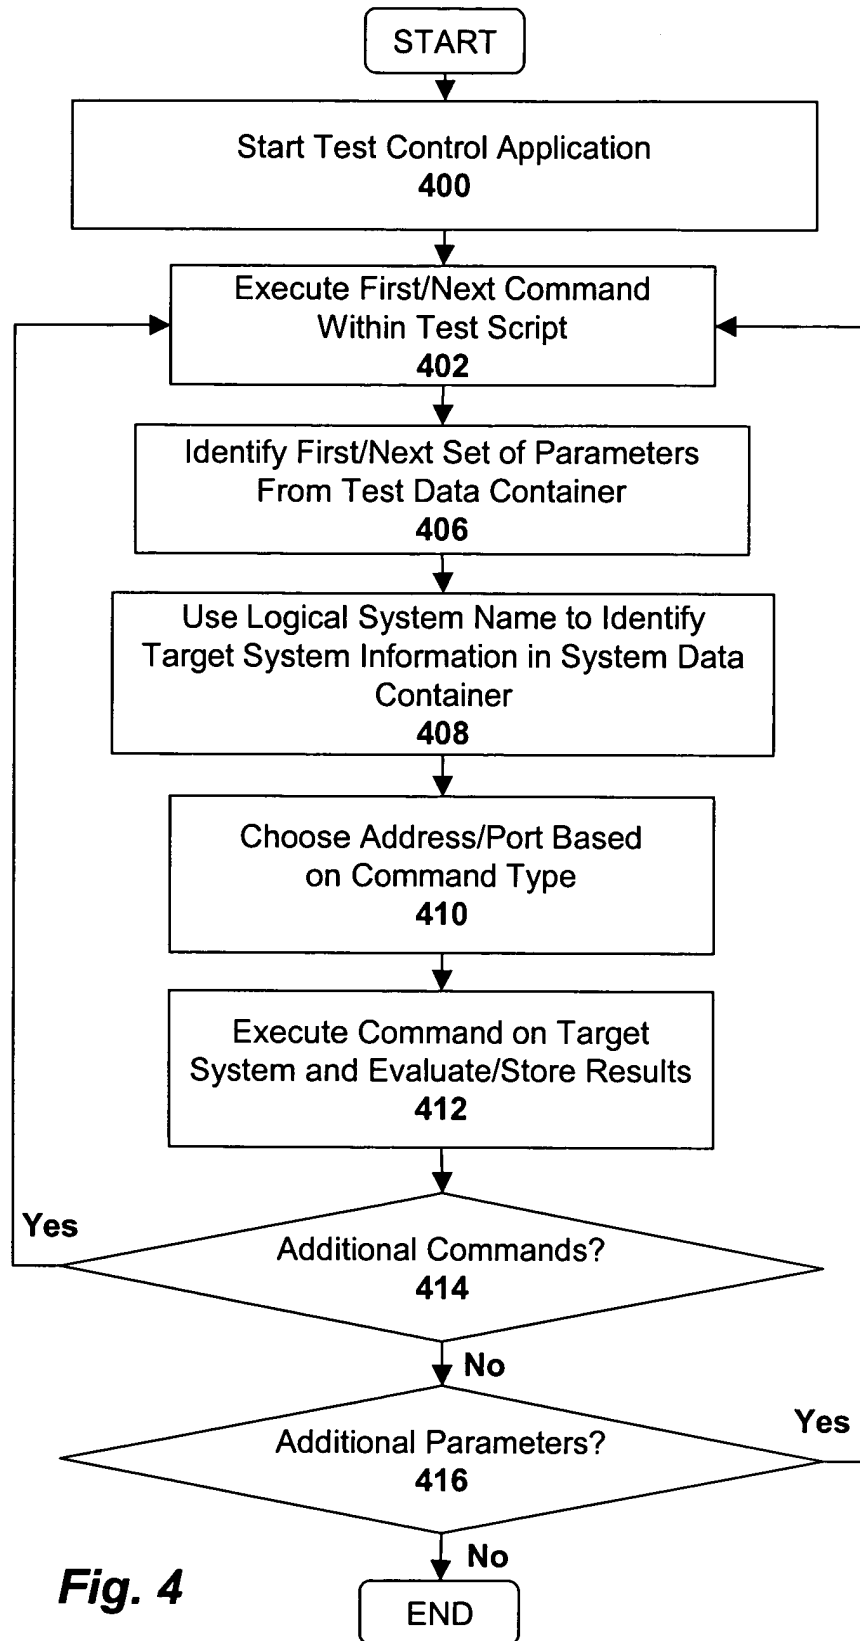 START
Start Test Control Application
400
Execute First/Next Command
Within Test Script
402
Identify First/Next Set of Parameters
From Test Data Container
406
Use Logical System Name to Identify
Target System Information in System Data
Container
408
Choose Address/Port Based
on Command Type
410
Execute Command on Target
System and Evaluate/Store Results
412
Yes
Additional Commands?
414
No
Yes
Additional Parameters?
416
No
Fig. 4
END